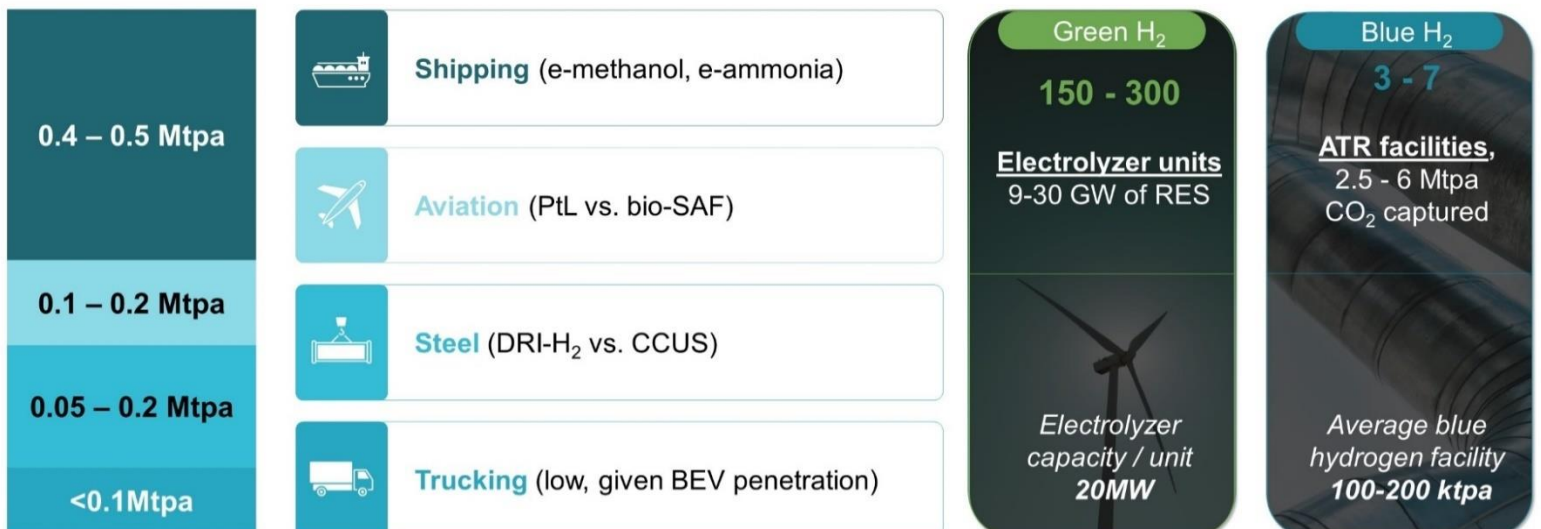 0.4 – 0.5 Mtpa
0.1 – 0.2 Mtpa
0.05 – 0.2 Mtpa
<0.1Mtpa
Shipping (e-methanol, e-ammonia)
Aviation (PtL vs. bio-SAF)
Steel (DRI-H₂ vs. CCUS)
Trucking (low, given BEV penetration)
Green H₂
150 - 300
Electrolyzer units
9-30 GW of RES
Electrolyzer
capacity / unit
20MW
Blue H₂
3 - 7
ATR facilities,
2.5 - 6 Mtpa
CO₂ captured
Average blue
hydrogen facility
100-200 ktpa